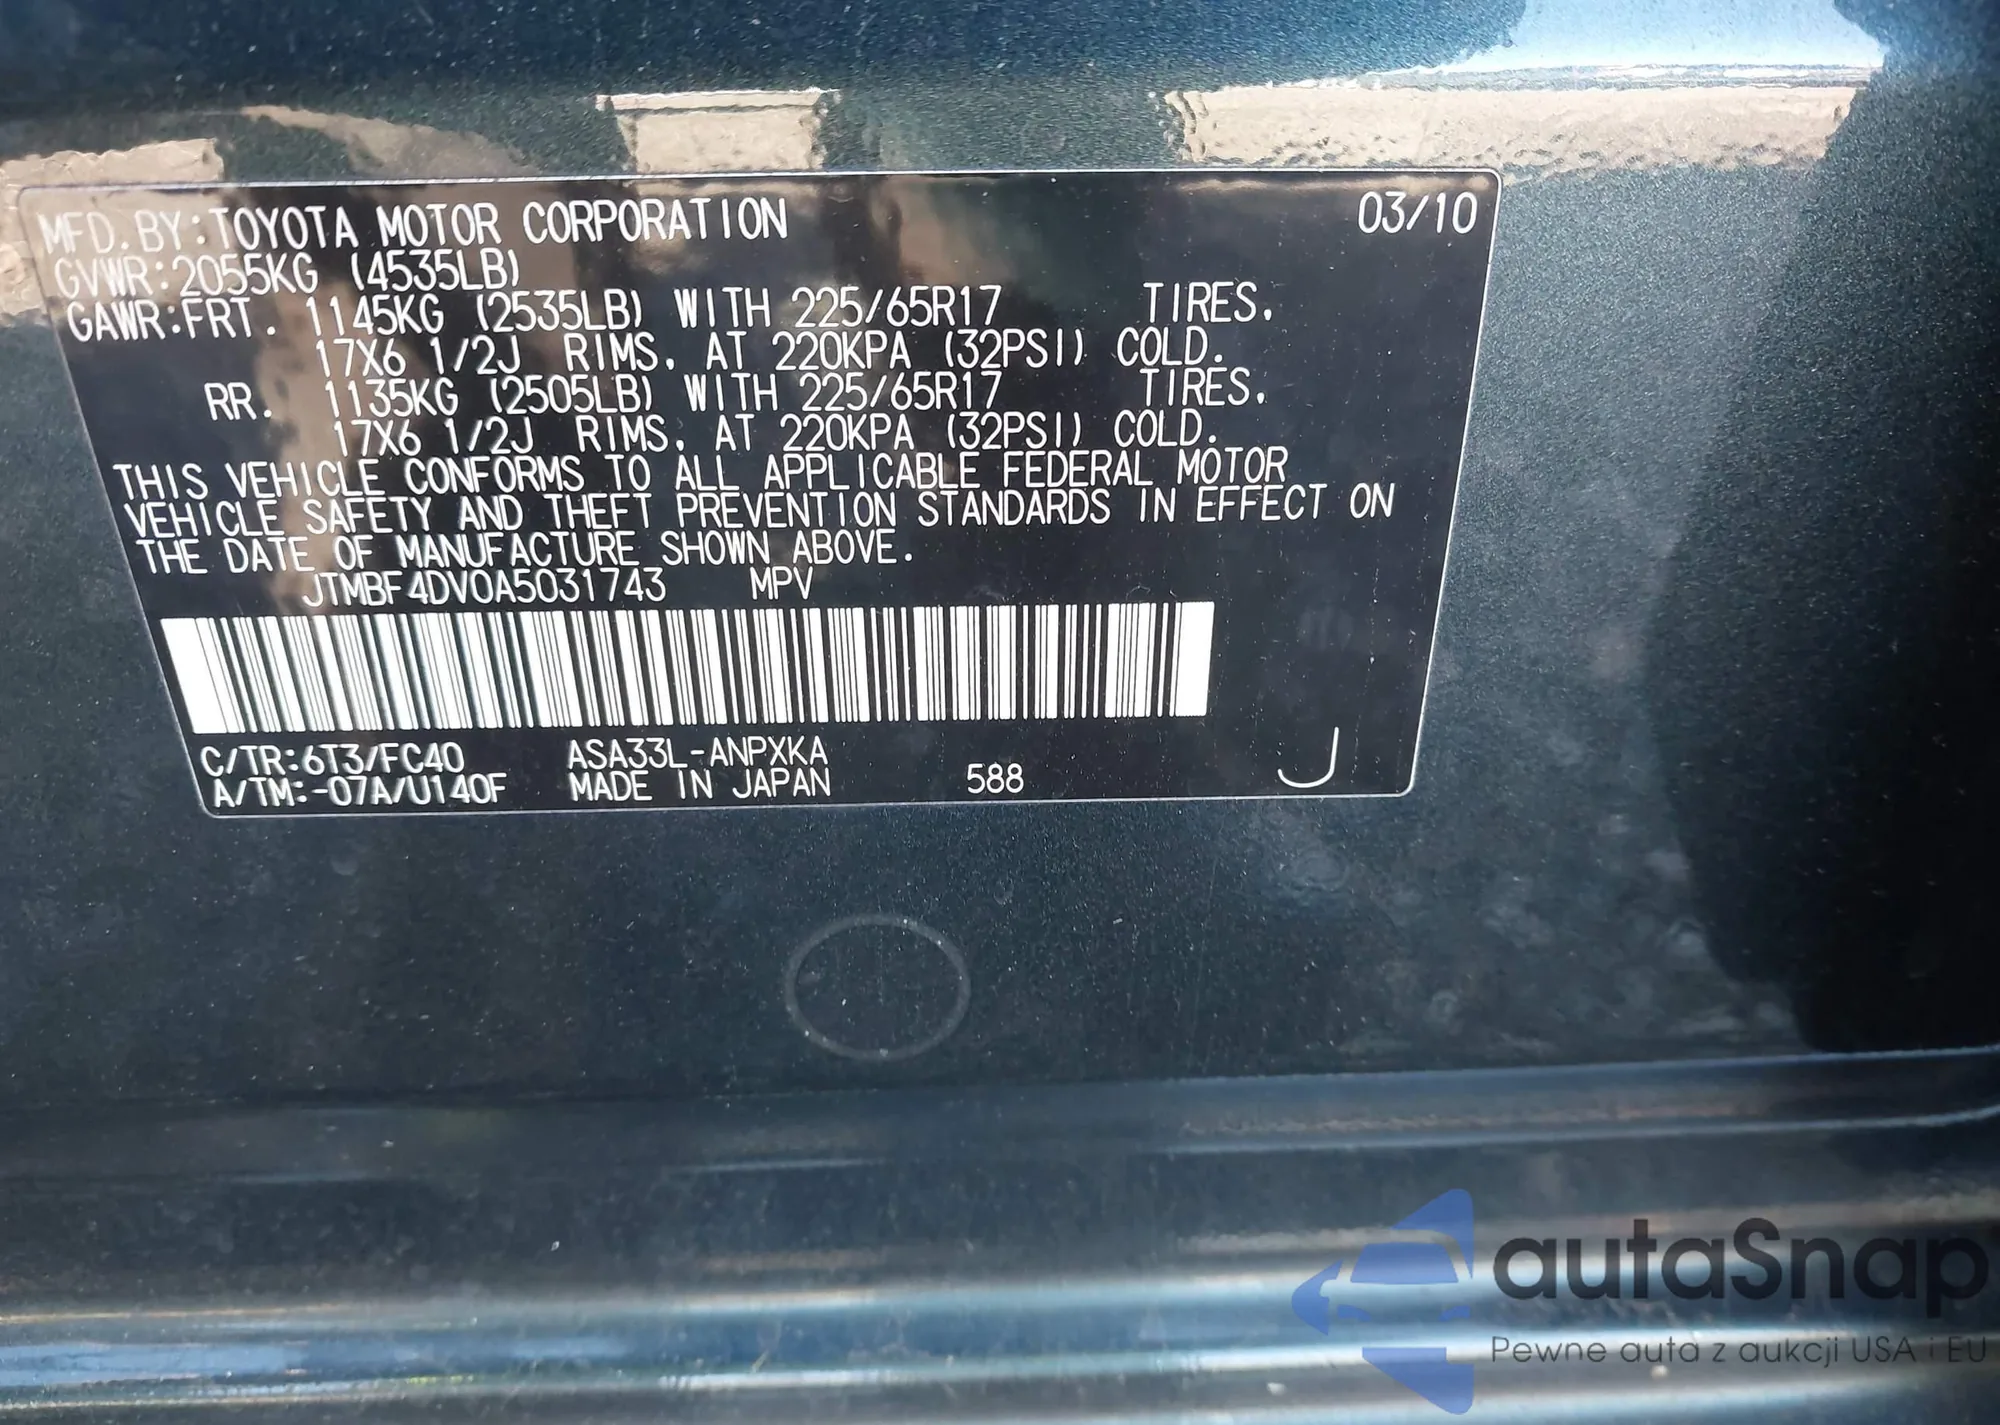 MFD. BY: TOYOTA MOTOR CORPORATION 03/10
GVWR: 2055KG (4535LB)
GAWR: FRT. 1145KG (2535LB) WITH 225/65R17 TIRES,
17X6 1/2J RIMS, AT 220KPA (32PSI) COLD.
RR. 1135KG (2505LB) WITH 225/65R17 TIRES,
17X6 1/2J RIMS, AT 220KPA (32PSI) COLD.
THIS VEHICLE CONFORMS TO ALL APPLICABLE FEDERAL MOTOR
VEHICLE SAFETY AND THEFT PREVENTION STANDARDS IN EFFECT ON
THE DATE OF MANUFACTURE SHOWN ABOVE.
JTMBF4DV0A5031743 MPV
C/TR: 6T3/FC40 ASA33L-ANPXKA
A/TM: -07A/U140F MADE IN JAPAN 588 J
autaSnap
Pewne auta z aukcji USA i EU